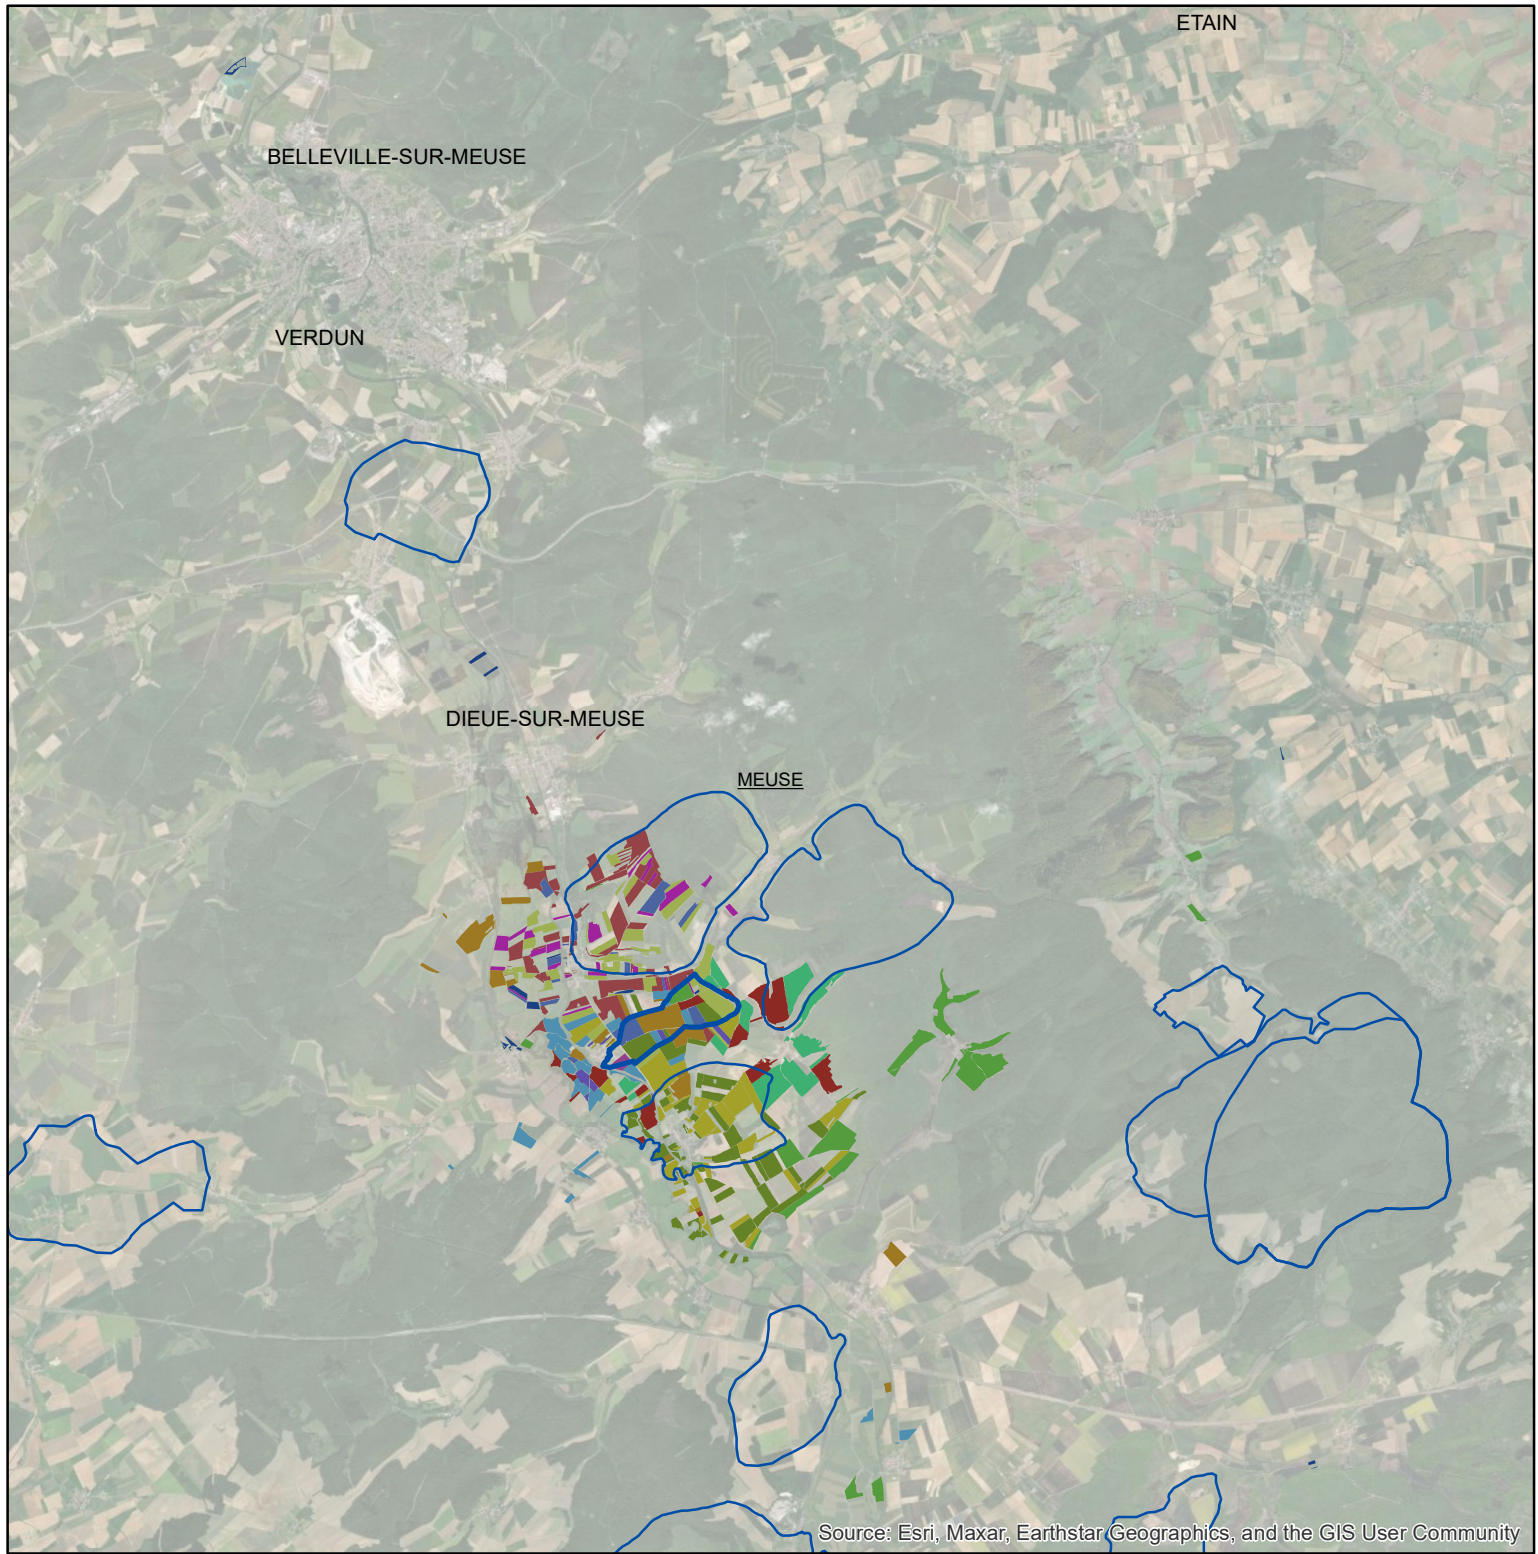 ETAIN
BELLEVILLE-SUR-MEUSE
VERDUN
DIEUE-SUR-MEUSE
MEUSE
Source: Esri, Maxar, Earthstar Geographics, and the GIS User Community